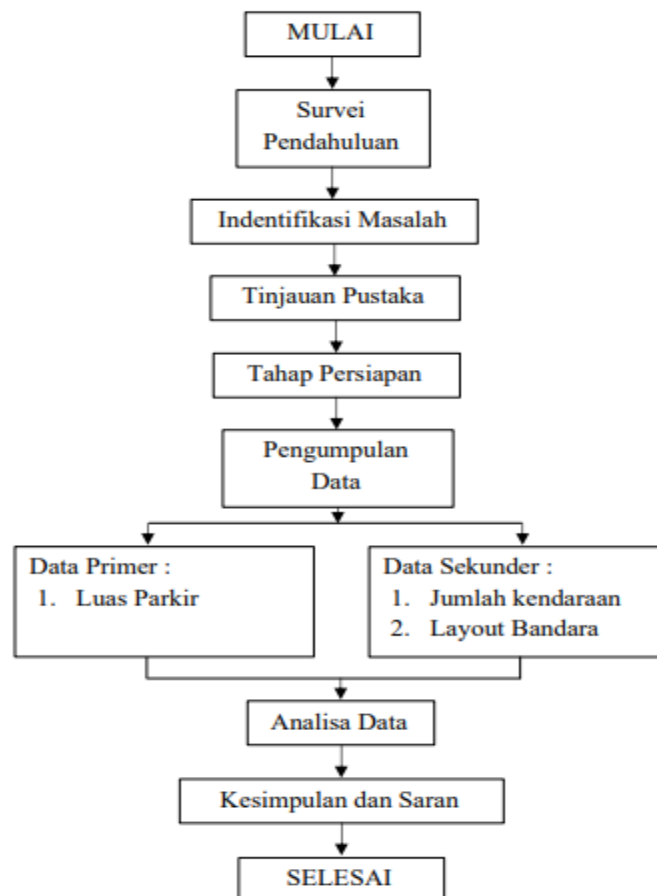 MULAI
Survei
Pendahuluan
Indentifikasi Masalah
Tinjauan Pustaka
Tahap Persiapan
Pengumpulan
Data
Data Primer :
1. Luas Parkir
Data Sekunder :
1. Jumlah kendaraan
2. Layout Bandara
Analisa Data
Kesimpulan dan Saran
SELESAI